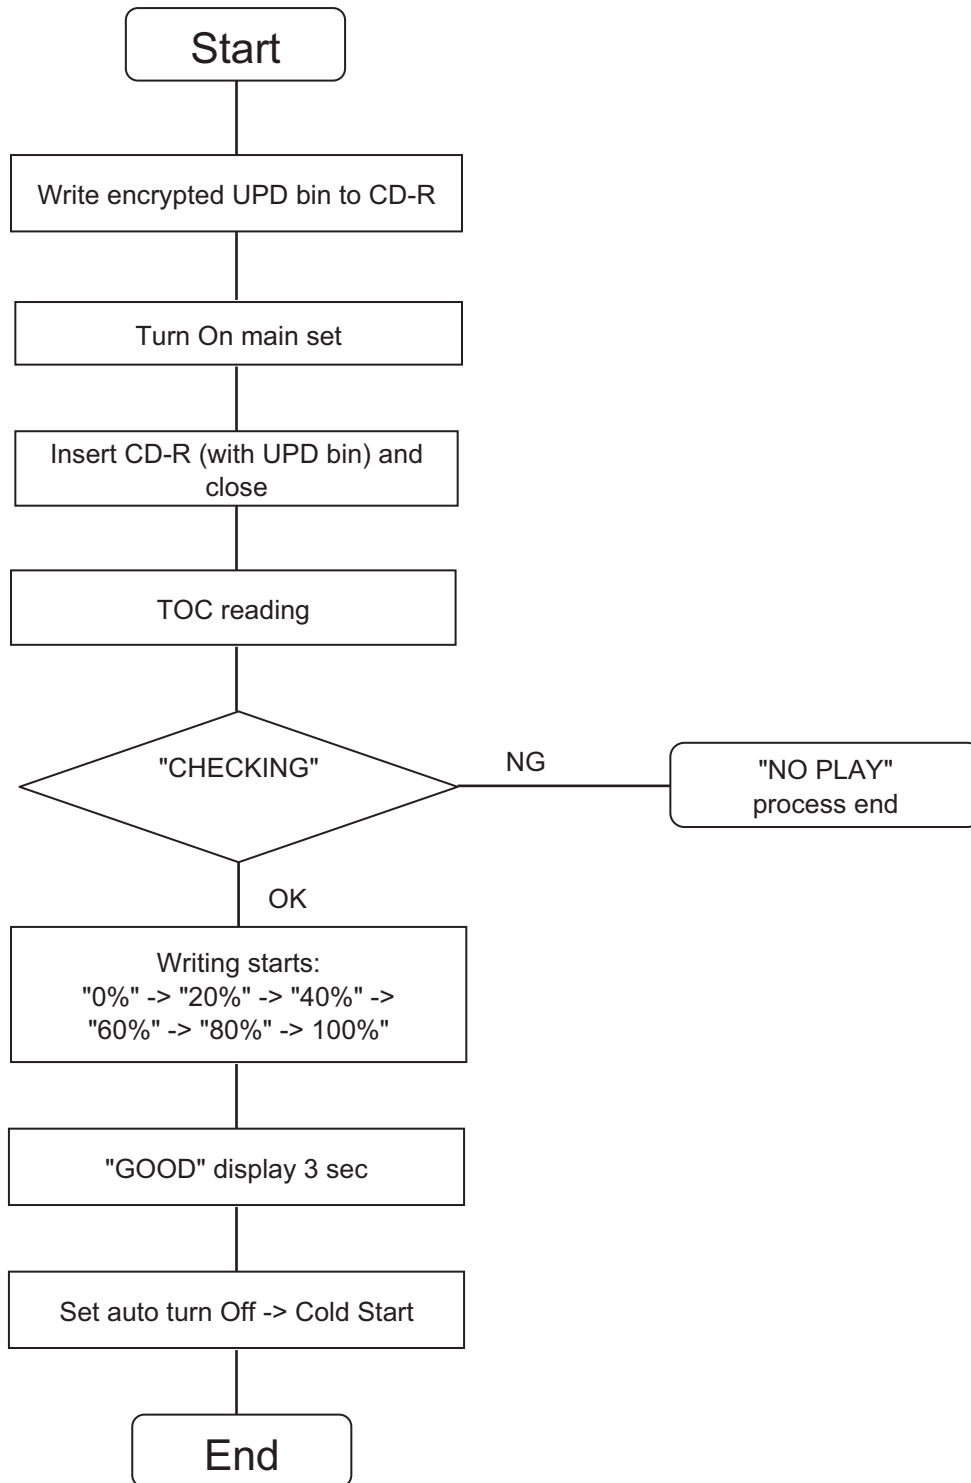 Start
Write encrypted UPD bin to CD-R
Turn On main set
Insert CD-R (with UPD bin) and
close
TOC reading
"CHECKING"
NG
"NO PLAY"
process end
OK
Writing starts:
"0%" -> "20%" -> "40%" ->
"60%" -> "80%" -> 100%"
"GOOD" display 3 sec
Set auto turn Off -> Cold Start
End